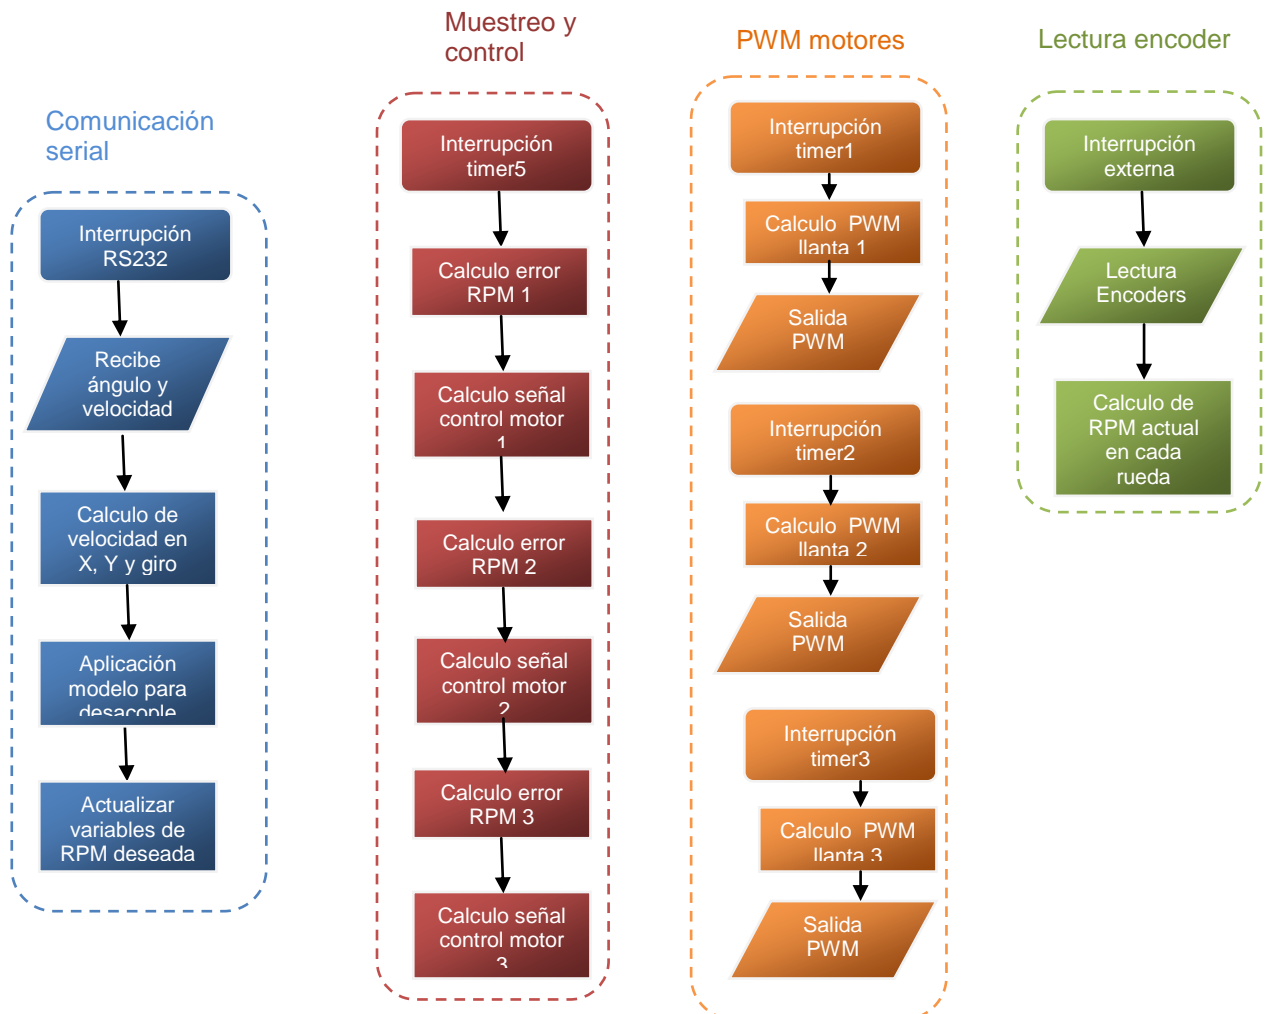 Comunicación
serial
Interrupción
RS232
Recibe
ángulo y
velocidad
Calculo de
velocidad en
X, Y y giro
Aplicación
modelo para
desacople
Actualizar
variables de
RPM deseada
Muestreo y
control
Interrupción
timer5
Calculo error
RPM 1
Calculo señal
control motor
1
Calculo error
RPM 2
Calculo señal
control motor
2
Calculo error
RPM 3
Calculo señal
control motor
3
PWM motores
Interrupción
timer1
Calculo PWM
llanta 1
Salida
PWM
Interrupción
timer2
Calculo PWM
llanta 2
Salida
PWM
Interrupción
timer3
Calculo PWM
llanta 3
Salida
PWM
Lectura encoder
Interrupción
externa
Lectura
Encoders
Calculo de
RPM actual
en cada
rueda